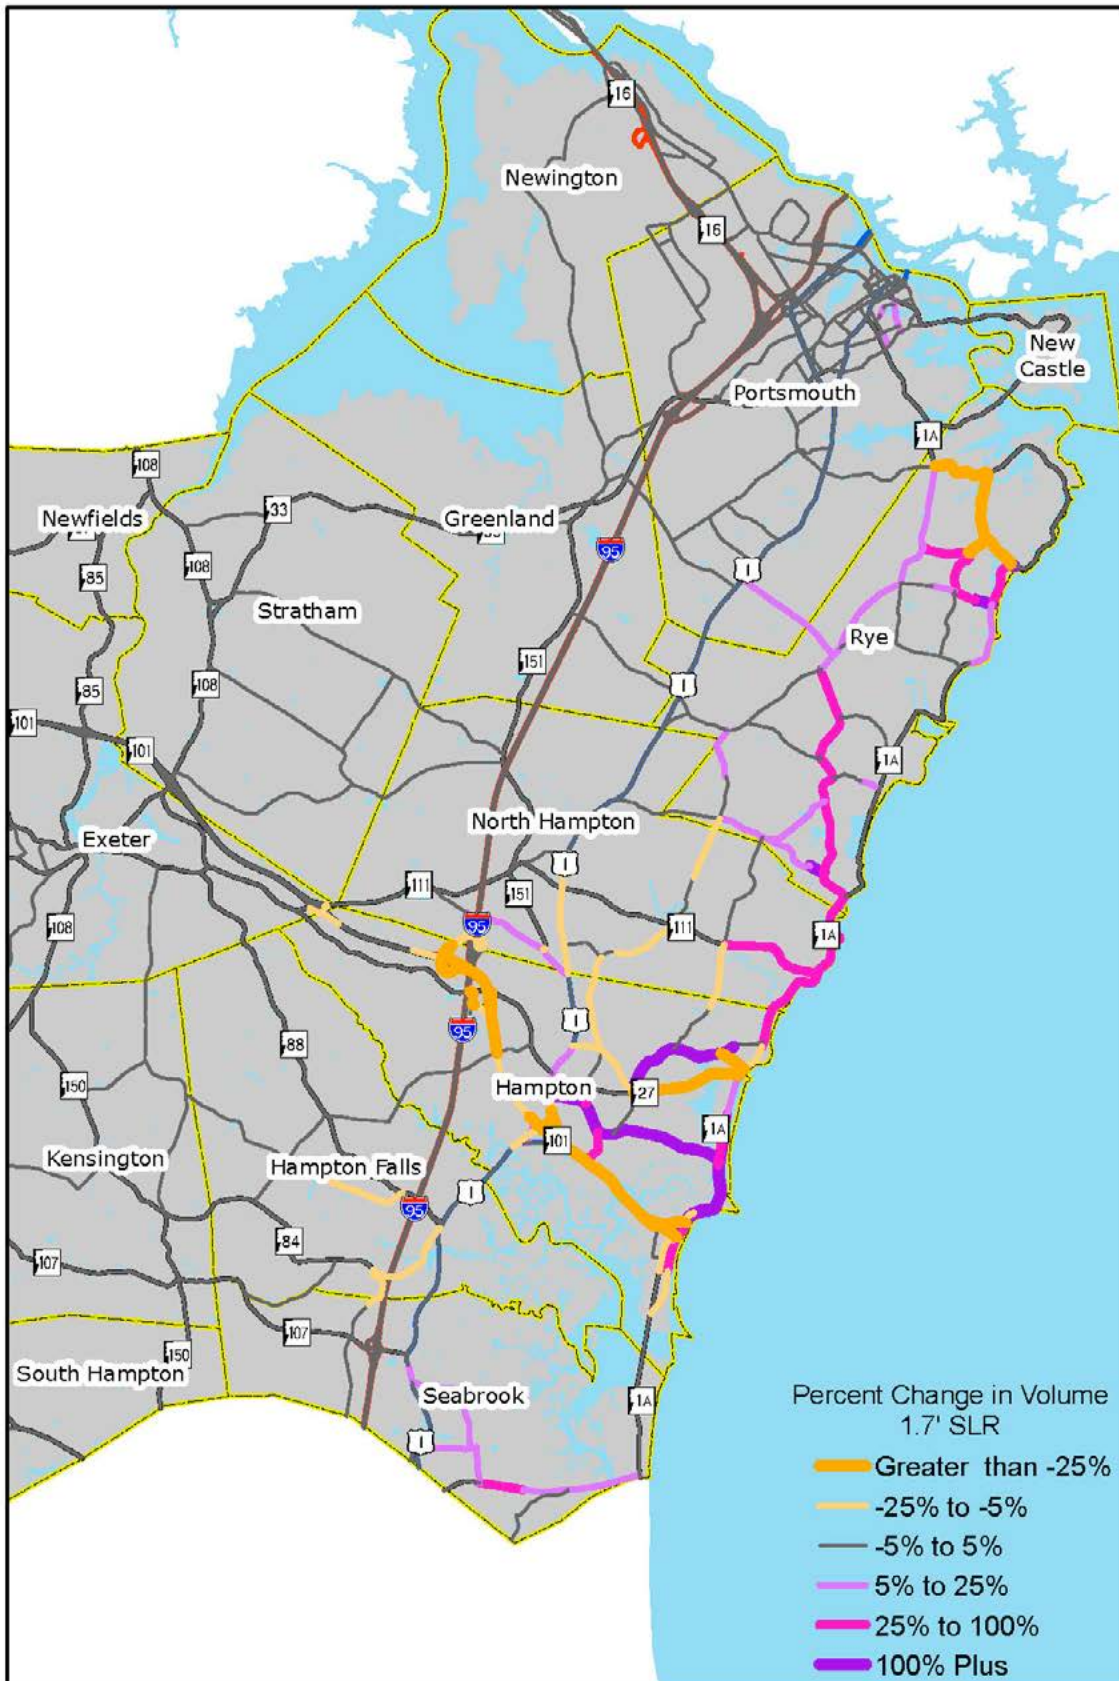 16
Newington
16
New
Castle
Portsmouth
1A
108
33
Newfields
Greenland
95
85
108
1
Stratham
Rye
151
85
108
1
101
101
1A
North Hampton
Exeter
1
111
151
108
95
111
1A
95
1
88
150
Hampton
27
1A
101
Kensington
Hampton Falls
1
95
84
107
107
150
South Hampton
Seabrook
1A
1
Percent Change in Volume
1.7' SLR
Greater than -25%
-25% to -5%
-5% to 5%
5% to 25%
25% to 100%
100% Plus